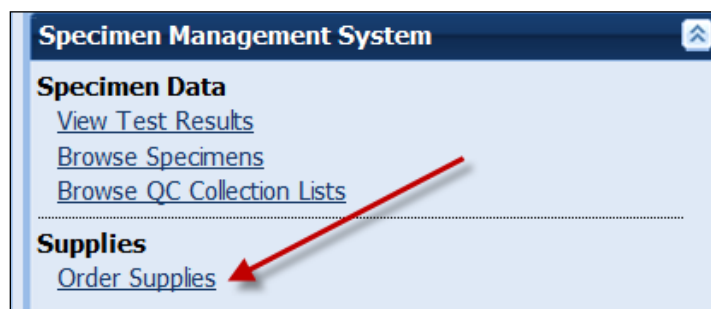 Specimen Management System
Specimen Data
View Test Results
Browse Specimens
Browse QC Collection Lists
Supplies
Order Supplies